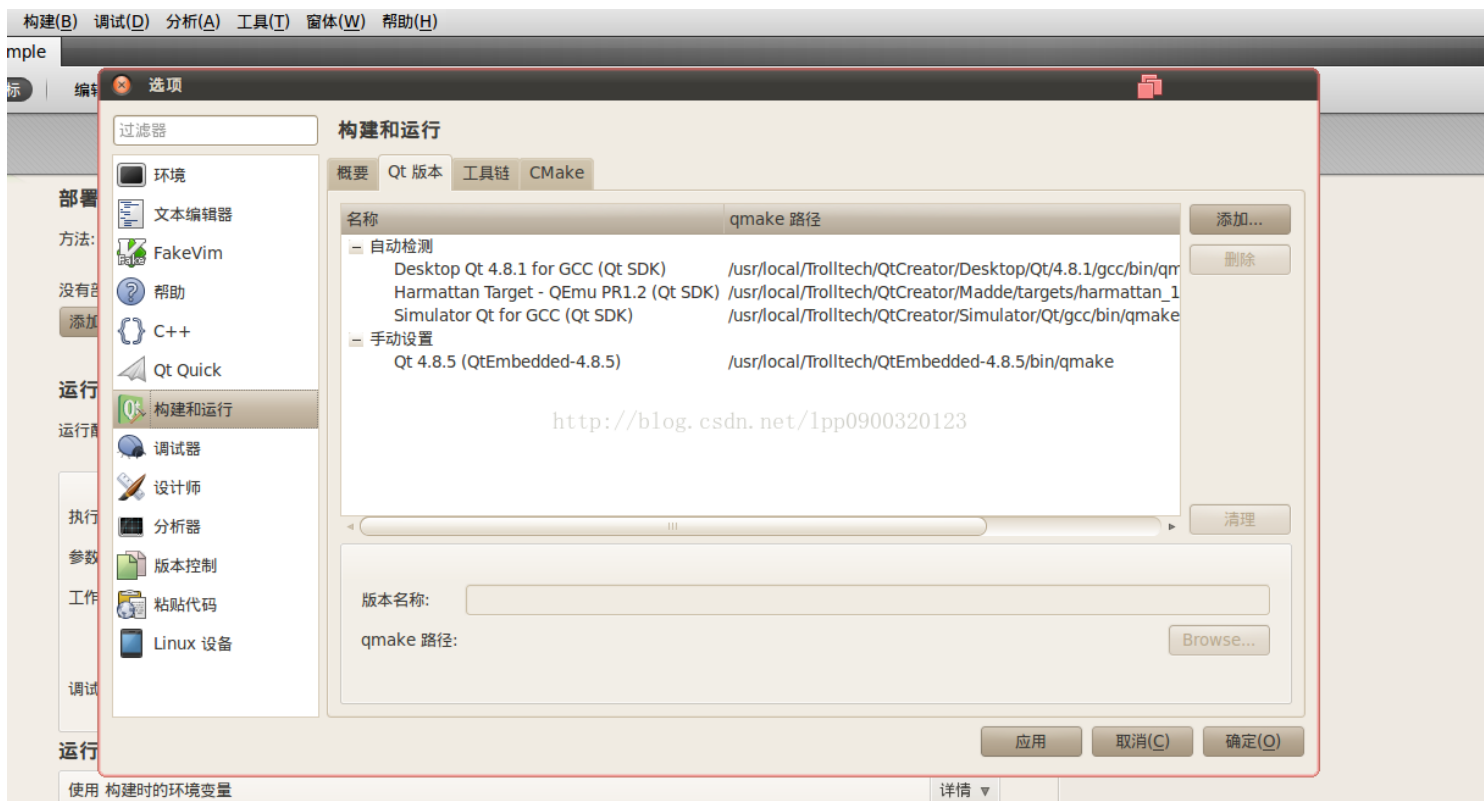 构建(B) 调试(D) 分析(A) 工具(T) 窗体(W) 帮助(H)
mple
标 编辑
选项
过滤器
构建和运行
环境
文本编辑器
FakeVim
帮助
C++
Qt Quick
构建和运行
调试器
设计师
分析器
版本控制
粘贴代码
Linux 设备
概要 Qt 版本 工具链 CMake
名称 qmake 路径
自动检测
Desktop Qt 4.8.1 for GCC (Qt SDK) /usr/local/Trolltech/QtCreator/Desktop/Qt/4.8.1/gcc/bin/qm
Harmattan Target - QEmu PR1.2 (Qt SDK) /usr/local/Trolltech/QtCreator/Madde/targets/harmattan_1
Simulator Qt for GCC (Qt SDK) /usr/local/Trolltech/QtCreator/Simulator/Qt/gcc/bin/qmake
手动设置
Qt 4.8.5 (QtEmbedded-4.8.5) /usr/local/Trolltech/QtEmbedded-4.8.5/bin/qmake
http://blog.csdn.net/lpp0900320123
添加...
删除
清理
版本名称:
qmake 路径:
Browse...
应用 取消(C) 确定(O)
部署
方法:
没有部
添加
运行
运行配
执行
参数
工作
调试
运行
使用 构建时的环境变量
详情